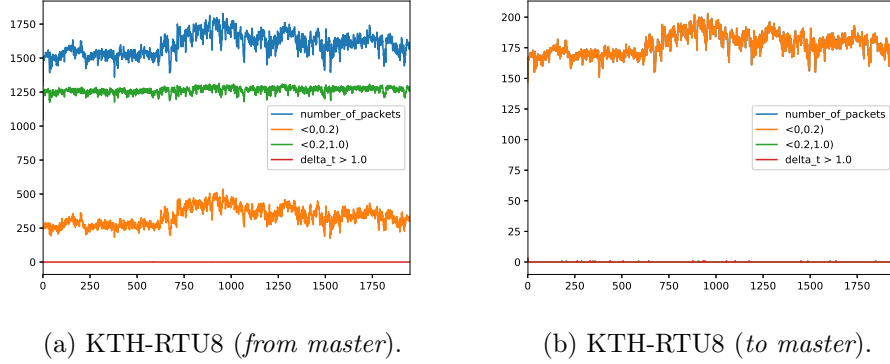 1750
1500
1250
1000
750
500
250
0
0 250 500 750 1000 1250 1500 1750
number_of_packets
<0,0.2)
<0.2,1.0)
delta_t > 1.0
(a) KTH-RTU8 (from master).
200
175
150
125
100
75
50
25
0
0 250 500 750 1000 1250 1500 1750
number_of_packets
<0,0.2)
<0.2,1.0)
delta_t > 1.0
(b) KTH-RTU8 (to master).